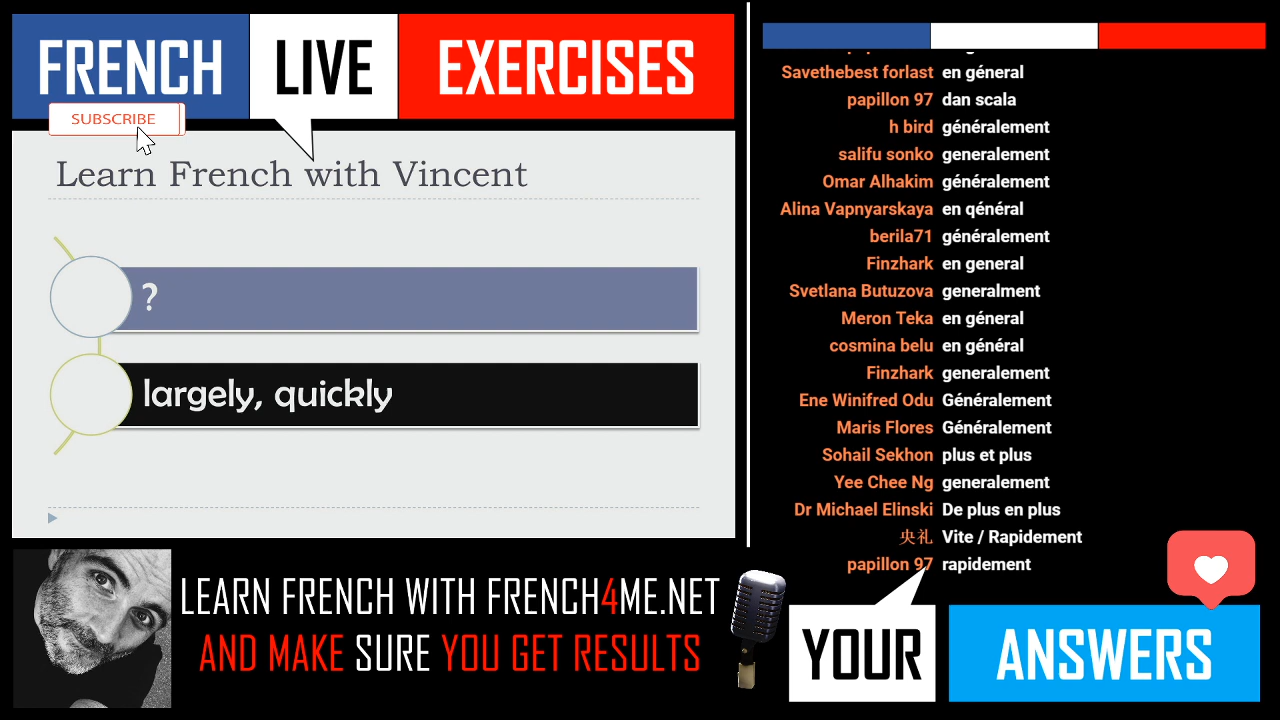 FRENCH LIVE EXERCISES
SUBSCRIBE
Learn French with Vincent
?
largely, quickly
LEARN FRENCH WITH FRENCH4ME.NET
AND MAKE SURE YOU GET RESULTS
Savethebest forlast en géneral
papillon 97 dan scala
h bird généralement
salifu sonko generalement
Omar Alhakim généralement
Alina Vapnyarskaya en qénéral
berila71 généralement
Finzhark en general
Svetlana Butuzova generalment
Meron Teka en géneral
cosmina belu en général
Finzhark generalement
Ene Winifred Odu Généralement
Maris Flores Généralement
Sohail Sekhon plus et plus
Yee Chee Ng generalement
Dr Michael Elinski De plus en plus
央礼 Vite / Rapidement
papillon 97 rapidement
YOUR ANSWERS